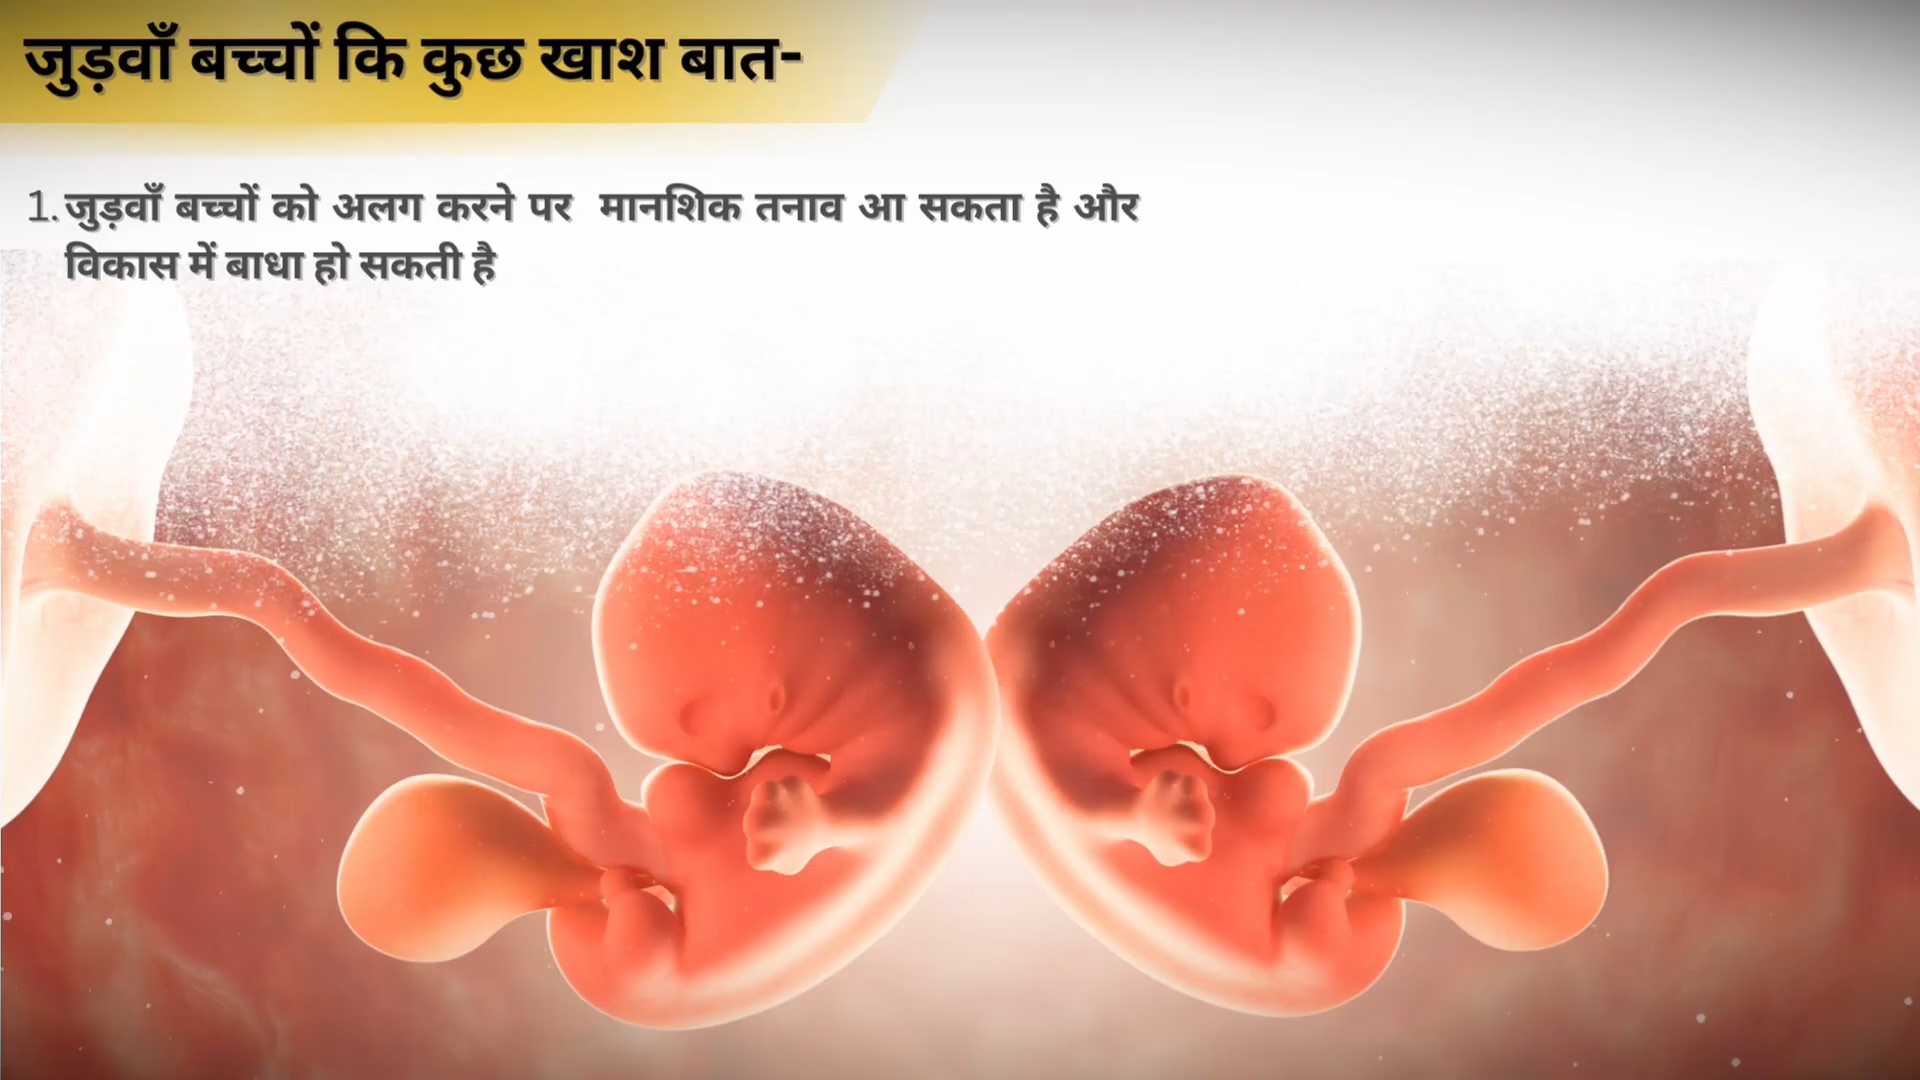 जुड़वाँ बच्चों कि कुछ खाश बात-
1. जुड़वाँ बच्चों को अलग करने पर मानशिक तनाव आ सकता है और
विकास में बाधा हो सकती है